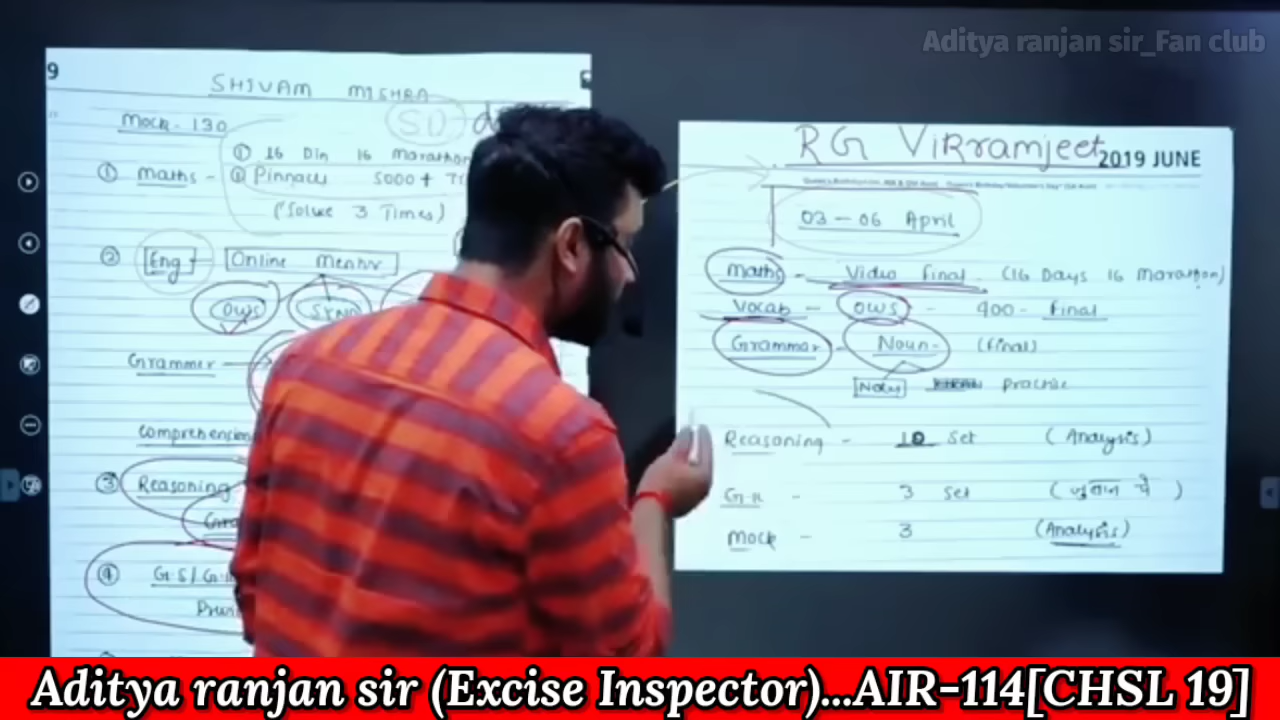 Aditya ranjan sir_Fan club
9
SHIVAM MISHRA
Mock - 130
SD
① 16 Din 16 Marathon
① Maths - ② Pinnacle 5000+
(Solve 3 Times)
② Eng Online Mentor
OWS
Grammer
Comprehension
③ Reasoning
④ G.S/G.
RG ViRramjeet
2019 JUNE
03 - 06 April
Maths - Video Final - (16 Days 16 Marathon)
Vocab - OWS - 900 - Final
Grammar - Noun - (Final)
Practice
Reasoning - 10 Set (Analysis)
3 Set (जुबान पे)
Mock - 3 (Analysis)
Aditya ranjan sir (Excise Inspector)...AIR-114[CHSL 19]